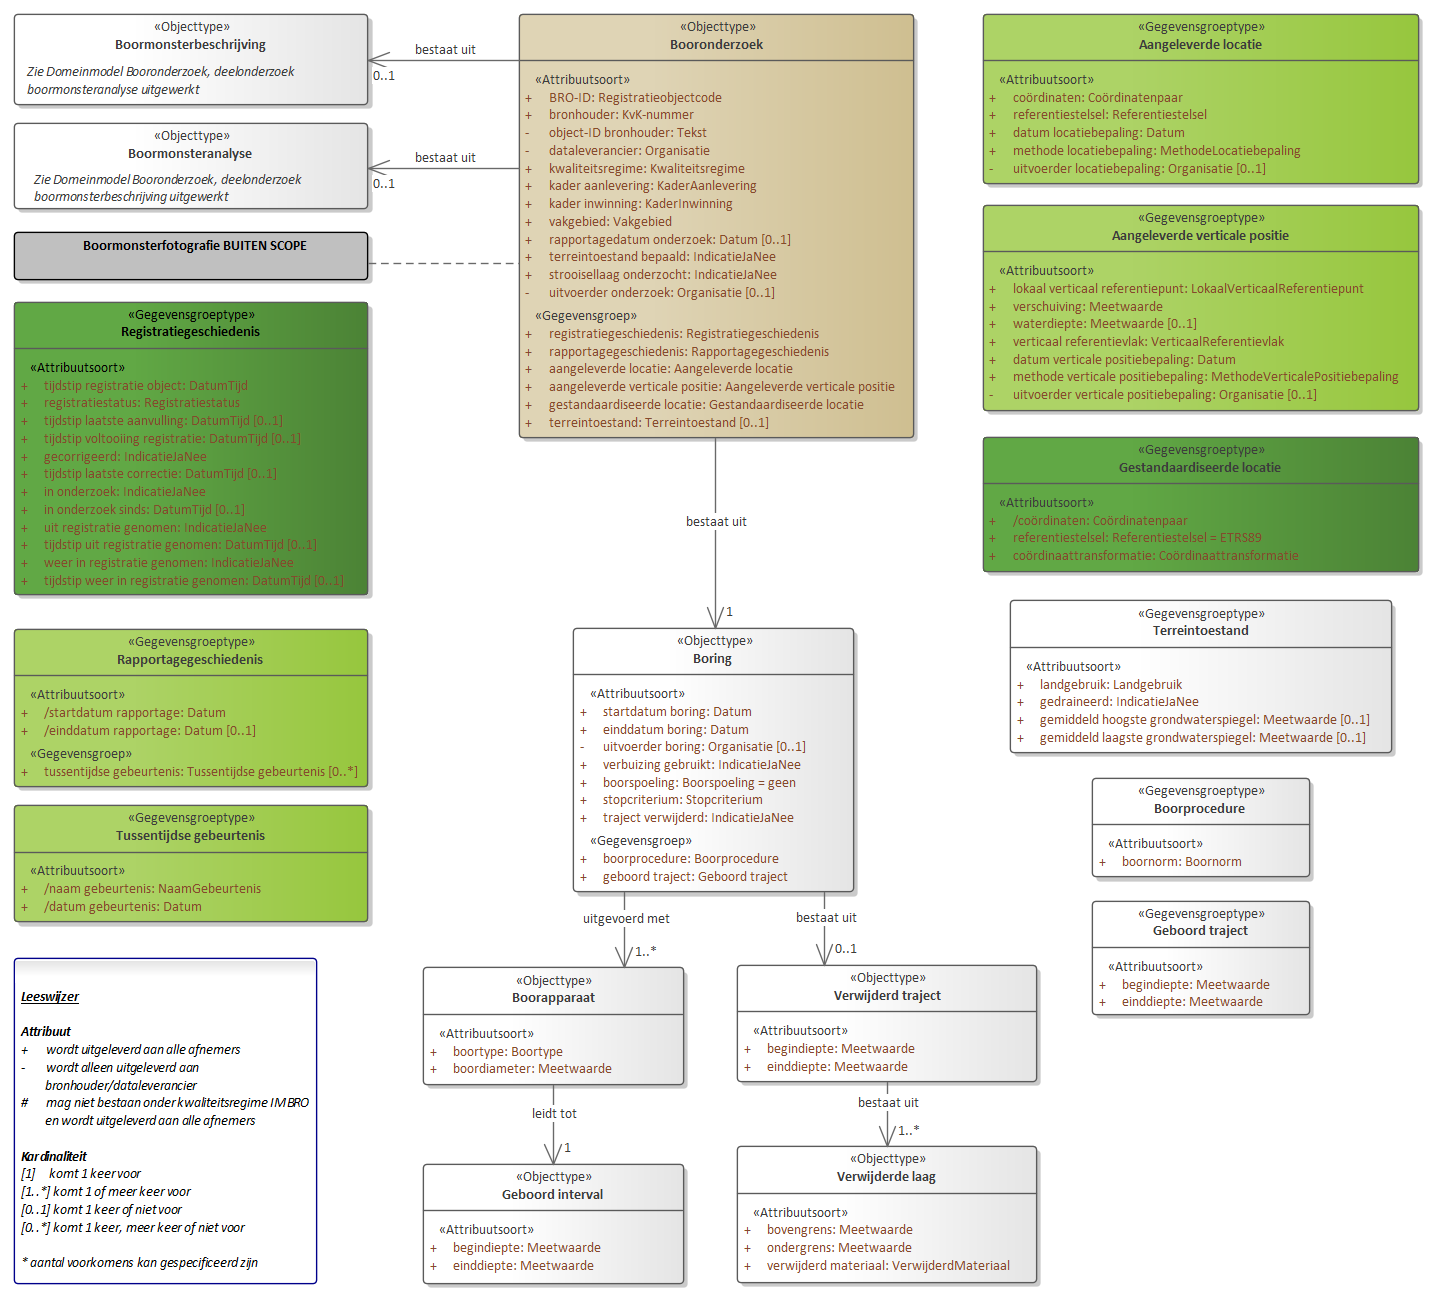 «Objecttype»
Boormonsterbeschrijving
Zie Domeinmodel Booronderzoek, deelonderzoek
boormonsteranalyse uitgewerkt
bestaat uit
0..1
«Objecttype»
Boormonsteranalyse
Zie Domeinmodel Booronderzoek, deelonderzoek
boormonsterbeschrijving uitgewerkt
bestaat uit
0..1
Boormonsterfotografie BUITEN SCOPE
«Gegevensgroeptype»
Registratiegeschiedenis
«Attribuutsoort»
+ tijdstip registratie object: DatumTijd
+ registratiestatus: Registratiestatus
+ tijdstip laatste aanvulling: DatumTijd [0..1]
+ tijdstip voltooiing registratie: DatumTijd [0..1]
+ gecorrigeerd: IndicatieJaNee
+ tijdstip laatste correctie: DatumTijd [0..1]
+ in onderzoek: IndicatieJaNee
+ in onderzoek sinds: DatumTijd [0..1]
+ uit registratie genomen: IndicatieJaNee
+ tijdstip uit registratie genomen: DatumTijd [0..1]
+ weer in registratie genomen: IndicatieJaNee
+ tijdstip weer in registratie genomen: DatumTijd [0..1]
«Gegevensgroeptype»
Rapportagegeschiedenis
«Attribuutsoort»
+ /startdatum rapportage: Datum
+ /einddatum rapportage: Datum [0..1]
«Gegevensgroep»
+ tussentijdse gebeurtenis: Tussentijdse gebeurtenis [0..*]
«Gegevensgroeptype»
Tussentijdse gebeurtenis
«Attribuutsoort»
+ /naam gebeurtenis: NaamGebeurtenis
+ /datum gebeurtenis: Datum
Leeswijzer
Attribuut
+ wordt uitgeleverd aan alle afnemers
- wordt alleen uitgeleverd aan
bronhouder/dataleverancier
# mag niet bestaan onder kwaliteitsregime IMBRO
en wordt uitgeleverd aan alle afnemers
Kardinaliteit
[1] komt 1 keer voor
[1..*] komt 1 of meer keer voor
[0..1] komt 1 keer of niet voor
[0..*] komt 1 keer, meer keer of niet voor
* aantal voorkomens kan gespecificeerd zijn
«Objecttype»
Booronderzoek
«Attribuutsoort»
+ BRO-ID: Registratieobjectcode
+ bronhouder: KvK-nummer
- object-ID bronhouder: Tekst
- dataleverancier: Organisatie
+ kwaliteitsregime: Kwaliteitsregime
+ kader aanlevering: KaderAanlevering
+ kader inwinning: KaderInwinning
+ vakgebied: Vakgebied
+ rapportagedatum onderzoek: Datum [0..1]
+ terreintoestand bepaald: IndicatieJaNee
+ strooisellaag onderzocht: IndicatieJaNee
- uitvoerder onderzoek: Organisatie [0..1]
«Gegevensgroep»
+ registratiegeschiedenis: Registratiegeschiedenis
+ rapportagegeschiedenis: Rapportagegeschiedenis
+ aangeleverde locatie: Aangeleverde locatie
+ aangeleverde verticale positie: Aangeleverde verticale positie
+ gestandaardiseerde locatie: Gestandaardiseerde locatie
+ terreintoestand: Terreintoestand [0..1]
bestaat uit
1
«Objecttype»
Boring
«Attribuutsoort»
+ startdatum boring: Datum
+ einddatum boring: Datum
- uitvoerder boring: Organisatie [0..1]
+ verbuizing gebruikt: IndicatieJaNee
+ boorspoeling: Boorspoeling = geen
+ stopcriterium: Stopcriterium
+ traject verwijderd: IndicatieJaNee
«Gegevensgroep»
+ boorprocedure: Boorprocedure
+ geboord traject: Geboord traject
uitgevoerd met
1..*
bestaat uit
0..1
«Objecttype»
Boorapparaat
«Attribuutsoort»
+ boortype: Boortype
+ boordiameter: Meetwaarde
leidt tot
1
«Objecttype»
Geboord interval
«Attribuutsoort»
+ begindiepte: Meetwaarde
+ einddiepte: Meetwaarde
«Objecttype»
Verwijderd traject
«Attribuutsoort»
+ begindiepte: Meetwaarde
+ einddiepte: Meetwaarde
bestaat uit
1..*
«Objecttype»
Verwijderde laag
«Attribuutsoort»
+ bovengrens: Meetwaarde
+ ondergrens: Meetwaarde
+ verwijderd materiaal: VerwijderdMateriaal
«Gegevensgroeptype»
Aangeleverde locatie
«Attribuutsoort»
+ coördinaten: Coördinatenpaar
+ referentiestelsel: Referentiestelsel
+ datum locatiebepaling: Datum
+ methode locatiebepaling: MethodeLocatiebepaling
- uitvoerder locatiebepaling: Organisatie [0..1]
«Gegevensgroeptype»
Aangeleverde verticale positie
«Attribuutsoort»
+ lokaal verticaal referentiepunt: LokaalVerticaalReferentiepunt
+ verschuiving: Meetwaarde
+ waterdiepte: Meetwaarde [0..1]
+ verticaal referentievlak: VerticaalReferentievlak
+ datum verticale positiebepaling: Datum
+ methode verticale positiebepaling: MethodeVerticalePositiebepaling
- uitvoerder verticale positiebepaling: Organisatie [0..1]
«Gegevensgroeptype»
Gestandaardiseerde locatie
«Attribuutsoort»
+ /coördinaten: Coördinatenpaar
+ referentiestelsel: Referentiestelsel = ETRS89
+ coördinaattransformatie: Coördinaattransformatie
«Gegevensgroeptype»
Terreintoestand
«Attribuutsoort»
+ landgebruik: Landgebruik
+ gedraineerd: IndicatieJaNee
+ gemiddeld hoogste grondwaterspiegel: Meetwaarde [0..1]
+ gemiddeld laagste grondwaterspiegel: Meetwaarde [0..1]
«Gegevensgroeptype»
Boorprocedure
«Attribuutsoort»
+ boornorm: Boornorm
«Gegevensgroeptype»
Geboord traject
«Attribuutsoort»
+ begindiepte: Meetwaarde
+ einddiepte: Meetwaarde